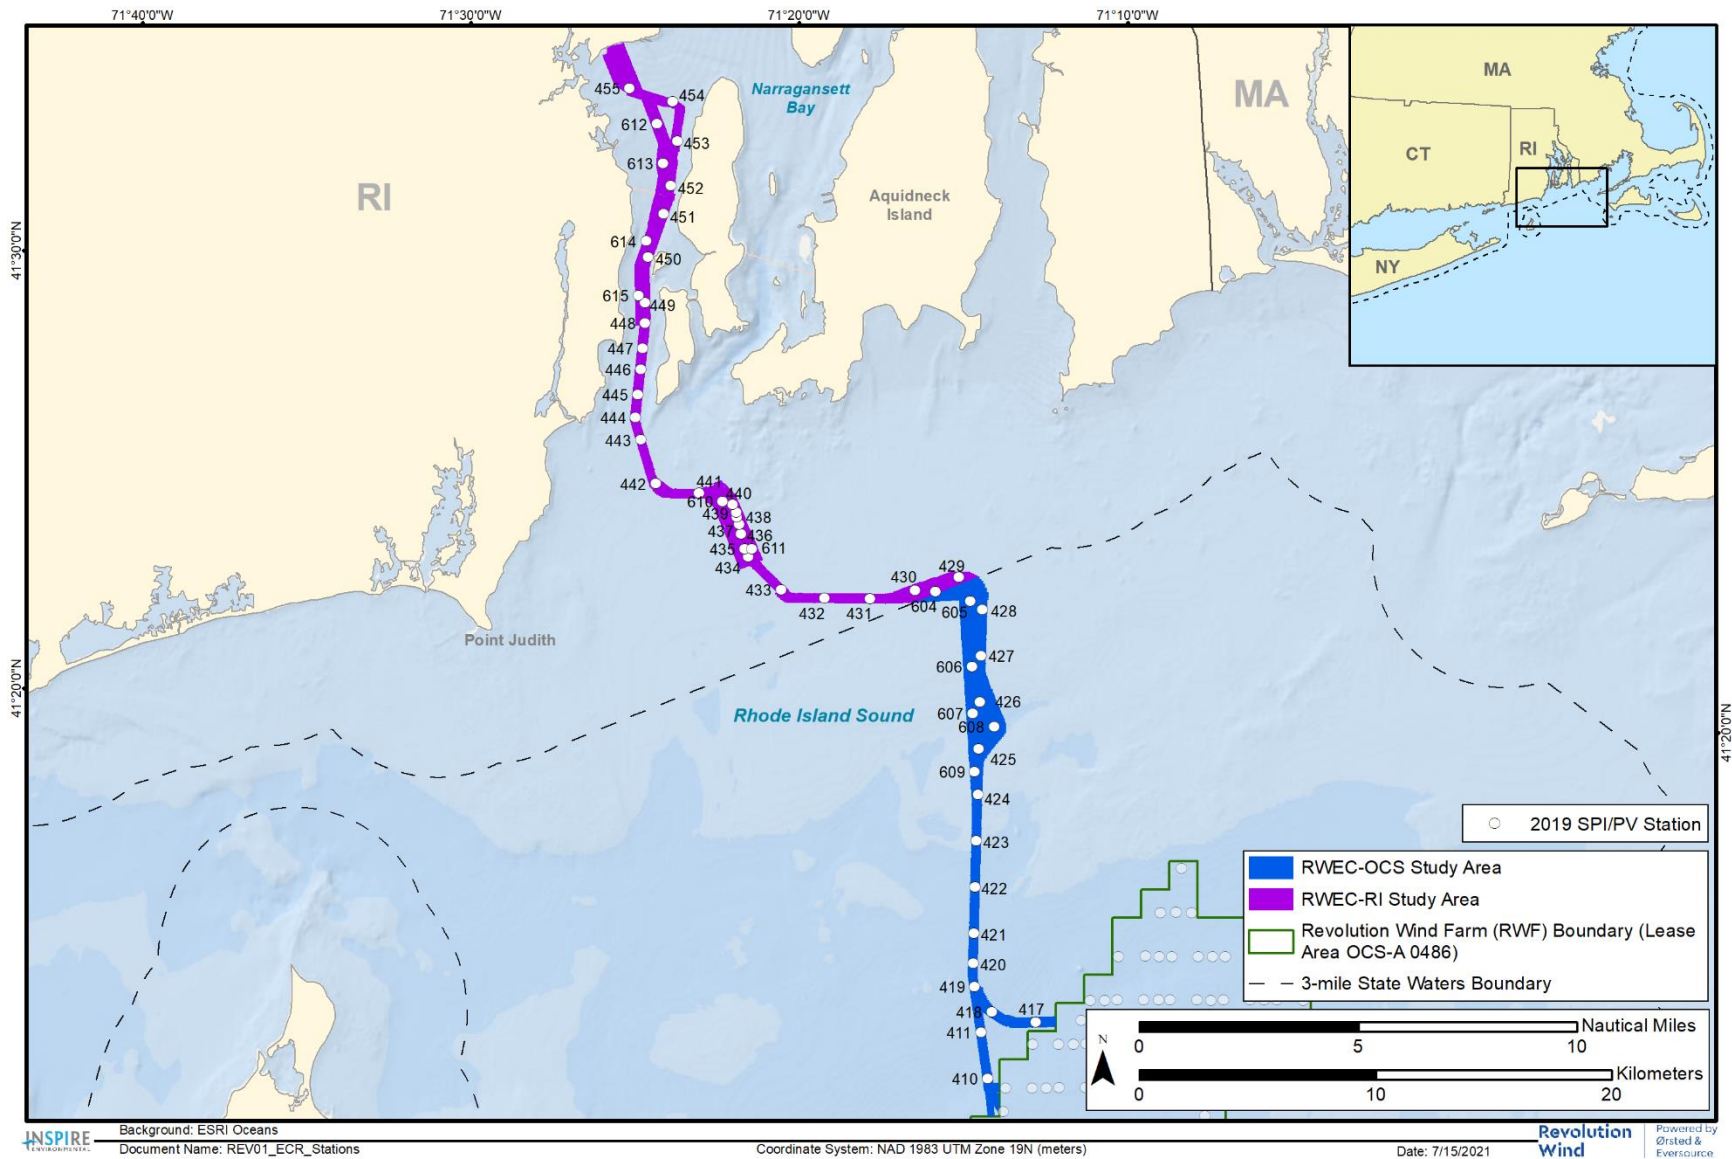 71°40'0"W
71°30'0"W
71°20'0"W
71°10'0"W
41°30'0"N
41°20'0"N
41°20'0"N
RI
MA
Narragansett
Bay
Aquidneck
Island
Point Judith
Rhode Island Sound
MA
CT
RI
NY
455
454
612
453
613
452
451
614
450
615
449
448
447
446
445
444
443
442
441
440
610
439
438
437
436
435
611
434
433
432
431
430
429
604
605
428
427
606
426
607
608
425
609
424
423
422
421
420
419
418
417
411
410
2019 SPI/PV Station
RWEC-OCS Study Area
RWEC-RI Study Area
Revolution Wind Farm (RWF) Boundary (Lease
Area OCS-A 0486)
3-mile State Waters Boundary
N
Nautical Miles
0 5 10
Kilometers
0 10 20
INSPIRE
ENVIRONMENTAL
Background: ESRI Oceans
Document Name: REV01_ECR_Stations
Coordinate System: NAD 1983 UTM Zone 19N (meters)
Date: 7/15/2021
Revolution
Wind
Powered by
Ørsted &
Eversource